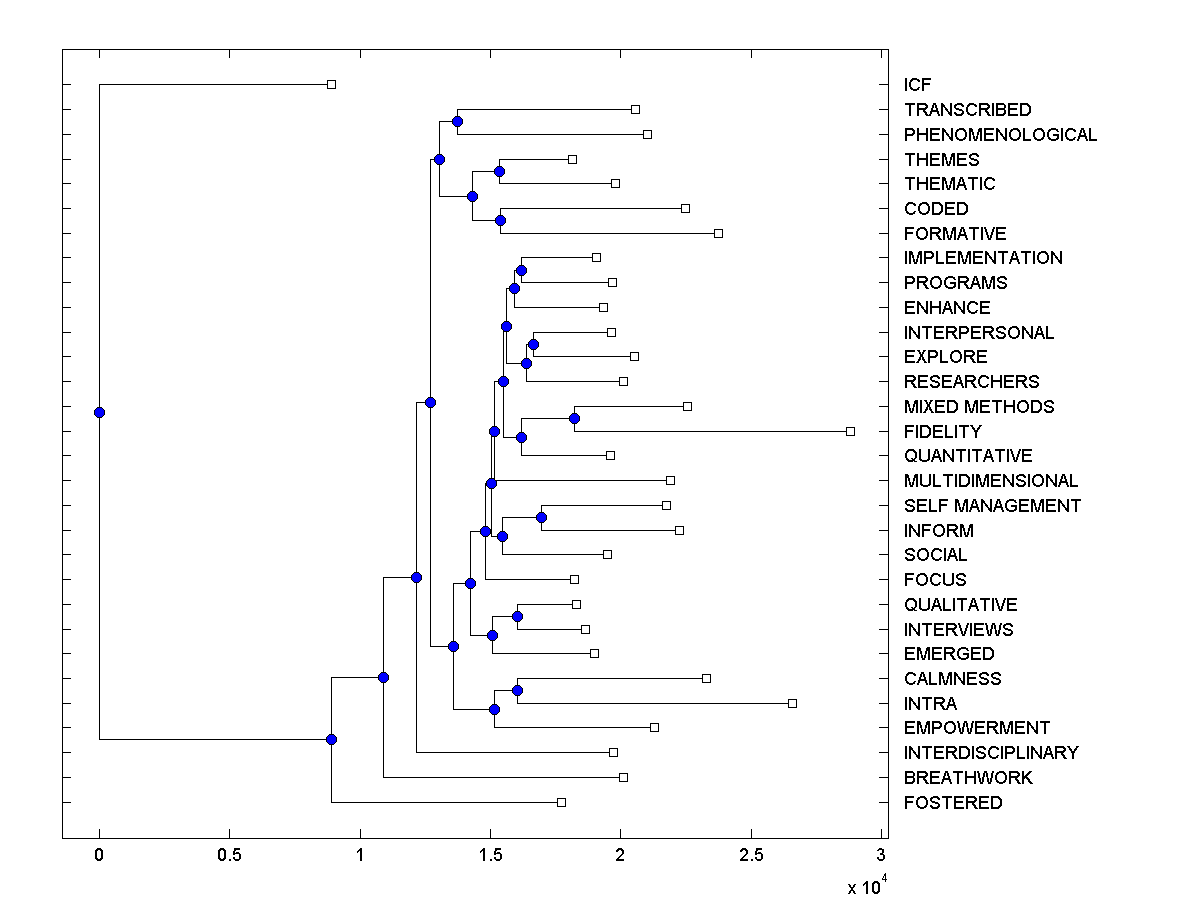 ICF
TRANSCRIBED
PHENOMENOLOGICAL
THEMES
THEMATIC
CODED
FORMATIVE
IMPLEMENTATION
PROGRAMS
ENHANCE
INTERPERSONAL
EXPLORE
RESEARCHERS
MIXED METHODS
FIDELITY
QUANTITATIVE
MULTIDIMENSIONAL
SELF MANAGEMENT
INFORM
SOCIAL
FOCUS
QUALITATIVE
INTERVIEWS
EMERGED
CALMNESS
INTRA
EMPOWERMENT
INTERDISCIPLINARY
BREATHWORK
FOSTERED
0 0.5 1 1.5 2 2.5 3
x 10^4